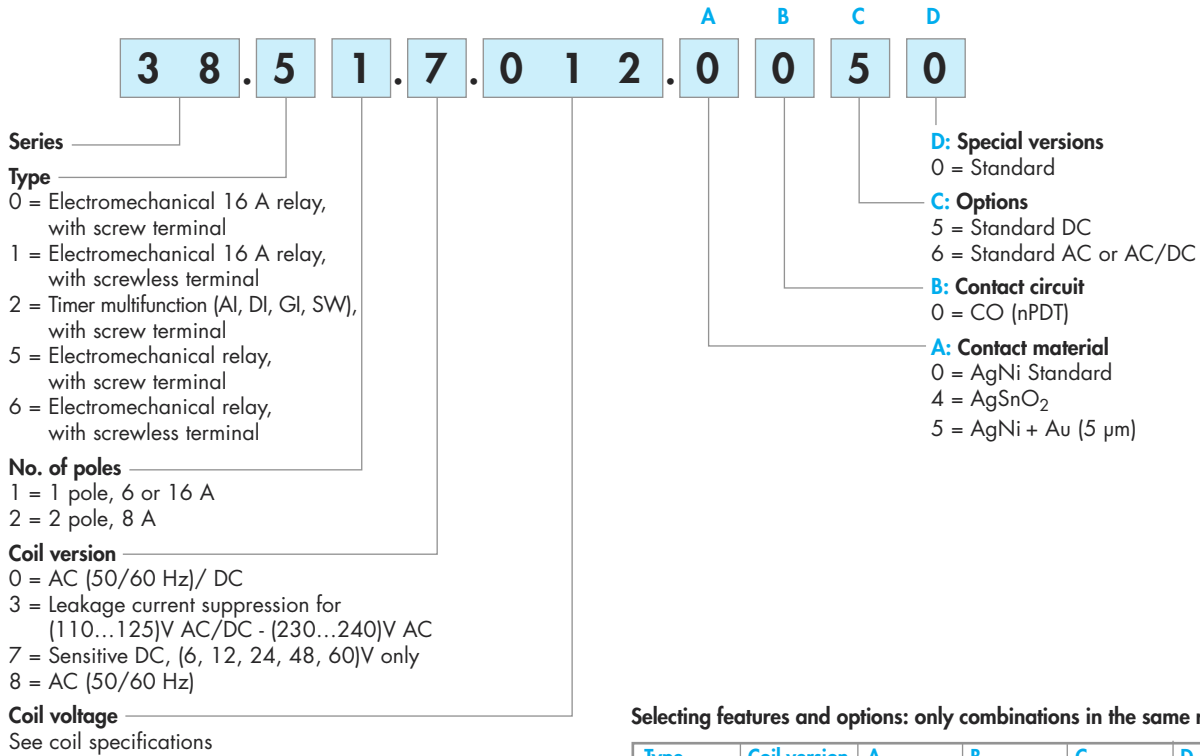 A B C D
3 8 . 5 1 . 7 . 0 1 2 . 0 0 5 0
Series
Type
0 = Electromechanical 16 A relay,
with screw terminal
1 = Electromechanical 16 A relay,
with screwless terminal
2 = Timer multifunction (AI, DI, GI, SW),
with screw terminal
5 = Electromechanical relay,
with screw terminal
6 = Electromechanical relay,
with screwless terminal
No. of poles
1 = 1 pole, 6 or 16 A
2 = 2 pole, 8 A
Coil version
0 = AC (50/60 Hz)/ DC
3 = Leakage current suppression for
(110…125)V AC/DC - (230…240)V AC
7 = Sensitive DC, (6, 12, 24, 48, 60)V only
8 = AC (50/60 Hz)
Coil voltage
See coil specifications
D: Special versions
0 = Standard
C: Options
5 = Standard DC
6 = Standard AC or AC/DC
B: Contact circuit
0 = CO (nPDT)
A: Contact material
0 = AgNi Standard
4 = AgSnO₂
5 = AgNi + Au (5 µm)
Selecting features and options: only combinations in the same
Type Coil version A B C D